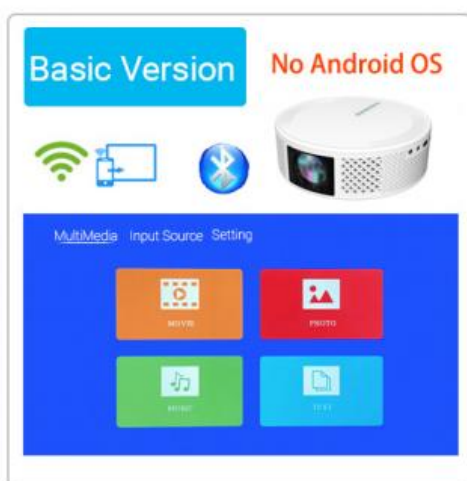 Basic Version
No Android OS
MultiMedia Input Source Setting
MOVIE
PHOTO
MUSIC
TEXT